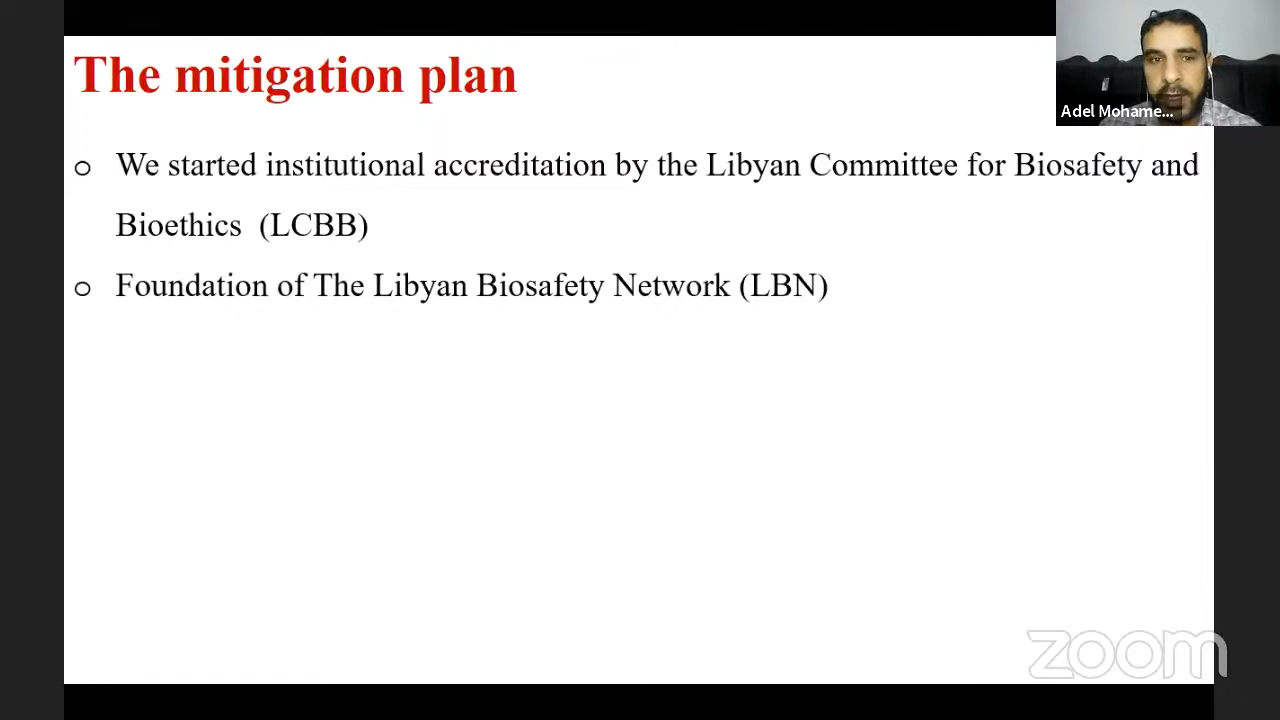 The mitigation plan
Adel Mohame...
o We started institutional accreditation by the Libyan Committee for Biosafety and
Bioethics (LCBB)
o Foundation of The Libyan Biosafety Network (LBN)
zoom